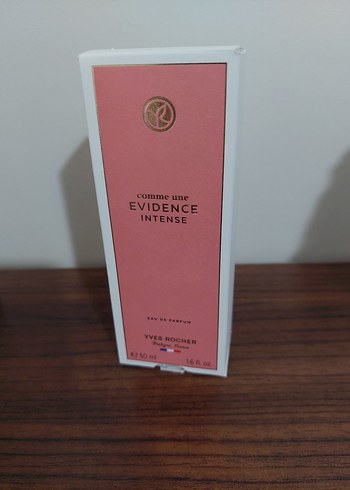 comme une
EVIDENCE
INTENSE
EAU DE PARFUM
YVES ROCHER
50 ml 1.6 fl. oz.